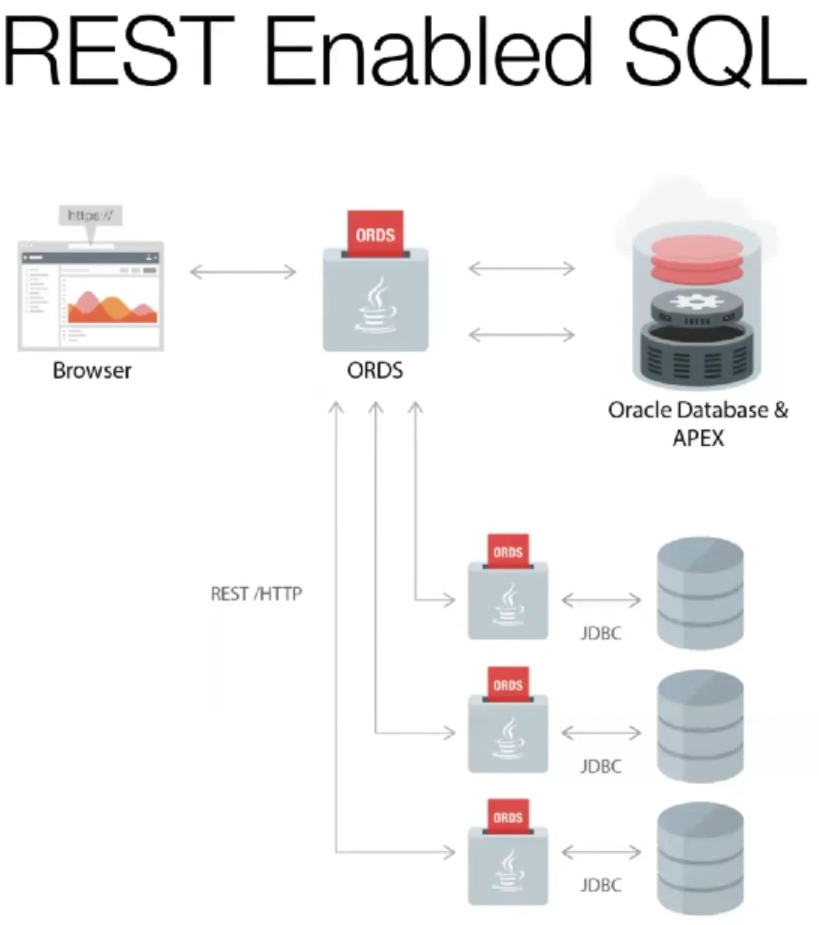 REST Enabled SQL
https://
ORDS
Browser
ORDS
Oracle Database &
APEX
ORDS
REST /HTTP
JDBC
ORDS
JDBC
ORDS
JDBC